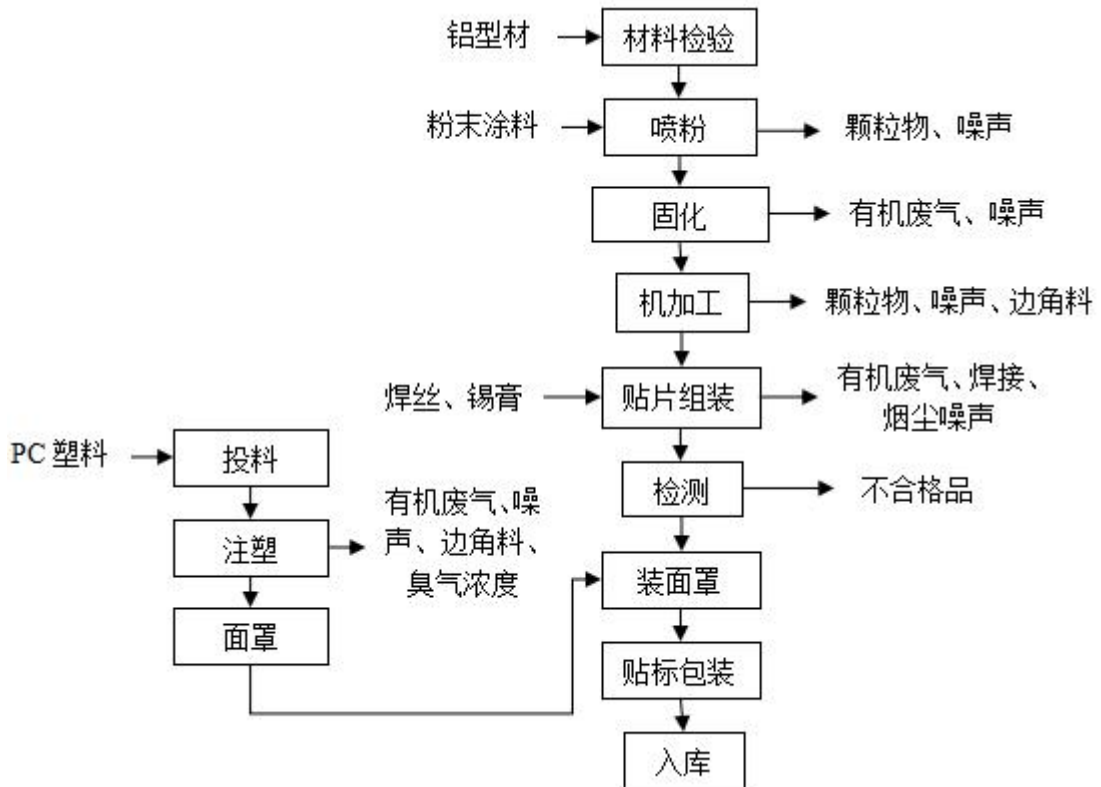 铝型材
材料检验
粉末涂料
喷粉
颗粒物、噪声
固化
有机废气、噪声
机加工
颗粒物、噪声、边角料
焊丝、锡膏
贴片组装
有机废气、焊接、
烟尘噪声
PC 塑料
投料
检测
不合格品
注塑
有机废气、噪
声、边角料、
臭气浓度
装面罩
面罩
贴标包装
入库